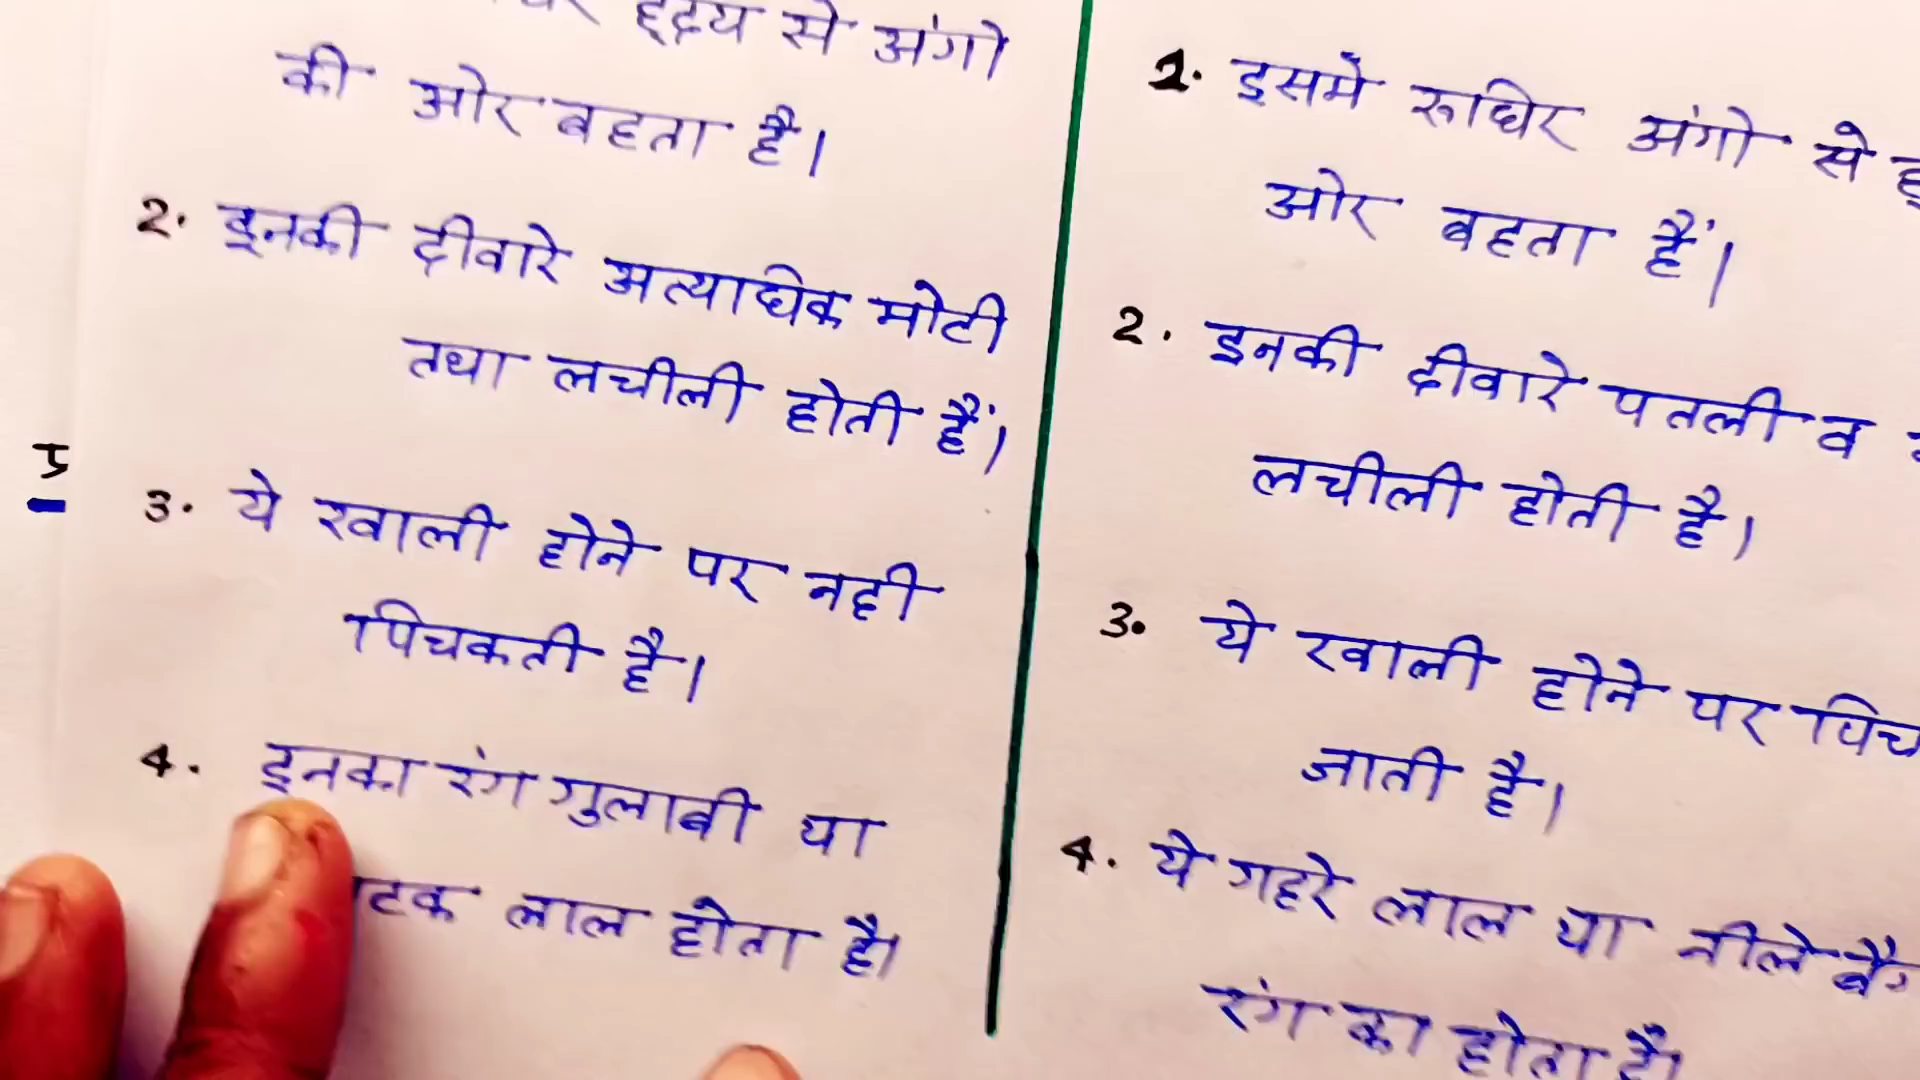 हृदय से अंगो
की ओर बहता है।
2. इनकी दीवारे अत्याधिक मोटी
तथा लचीली होती हैं।
3. ये खाली होने पर नही
पिचकती है।
4. इनका रंग गुलाबी या
लाल होता है।
1. इसमें रूधिर अंगो से
ओर बहता हैं।
2. इनकी दीवारे पतली व
लचीली होती है।
3. ये खाली होने पर
जाती है।
4. ये गहरे लाल या नीले
रंग का होता है।